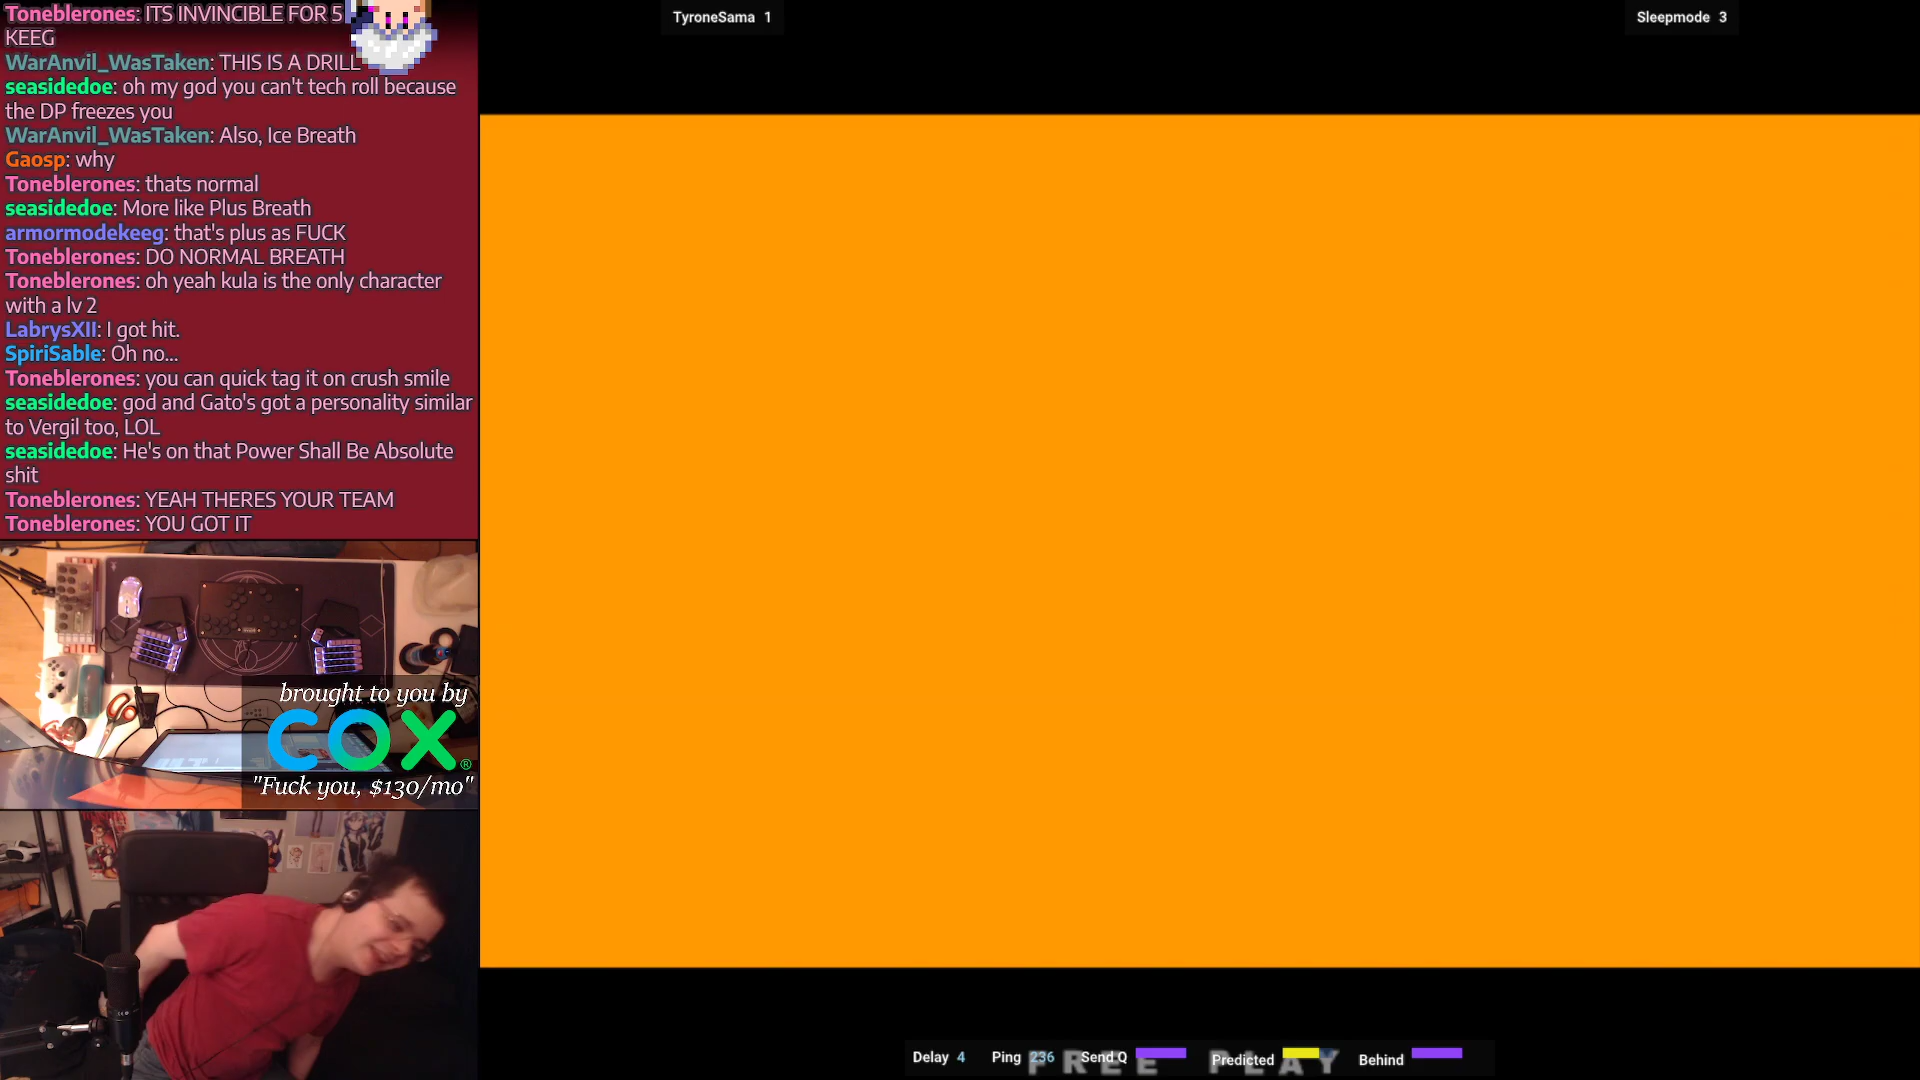 Toneblerones: ITS INVINCIBLE FOR 5
KEEG
WarAnvil_WasTaken: THIS IS A DRILL
seasidedoe: oh my god you can't tech roll because
the DP freezes you
WarAnvil_WasTaken: Also, Ice Breath
Gaosp: why
Toneblerones: thats normal
seasidedoe: More like Plus Breath
armormodekeeg: that's plus as FUCK
Toneblerones: DO NORMAL BREATH
Toneblerones: oh yeah kula is the only character
with a lv 2
LabrysXII: I got hit.
SpiriSable: Oh no...
Toneblerones: you can quick tag it on crush smile
seasidedoe: god and Gato's got a personality similar
to Vergil too, LOL
seasidedoe: He's on that Power Shall Be Absolute
shit
Toneblerones: YEAH THERES YOUR TEAM
Toneblerones: YOU GOT IT
brought to you by
COX®
"Fuck you, $130/mo"
TyroneSama 1
Sleepmode 3
Delay 4 Ping 236 Send Q Predicted Behind
FREE PLAY